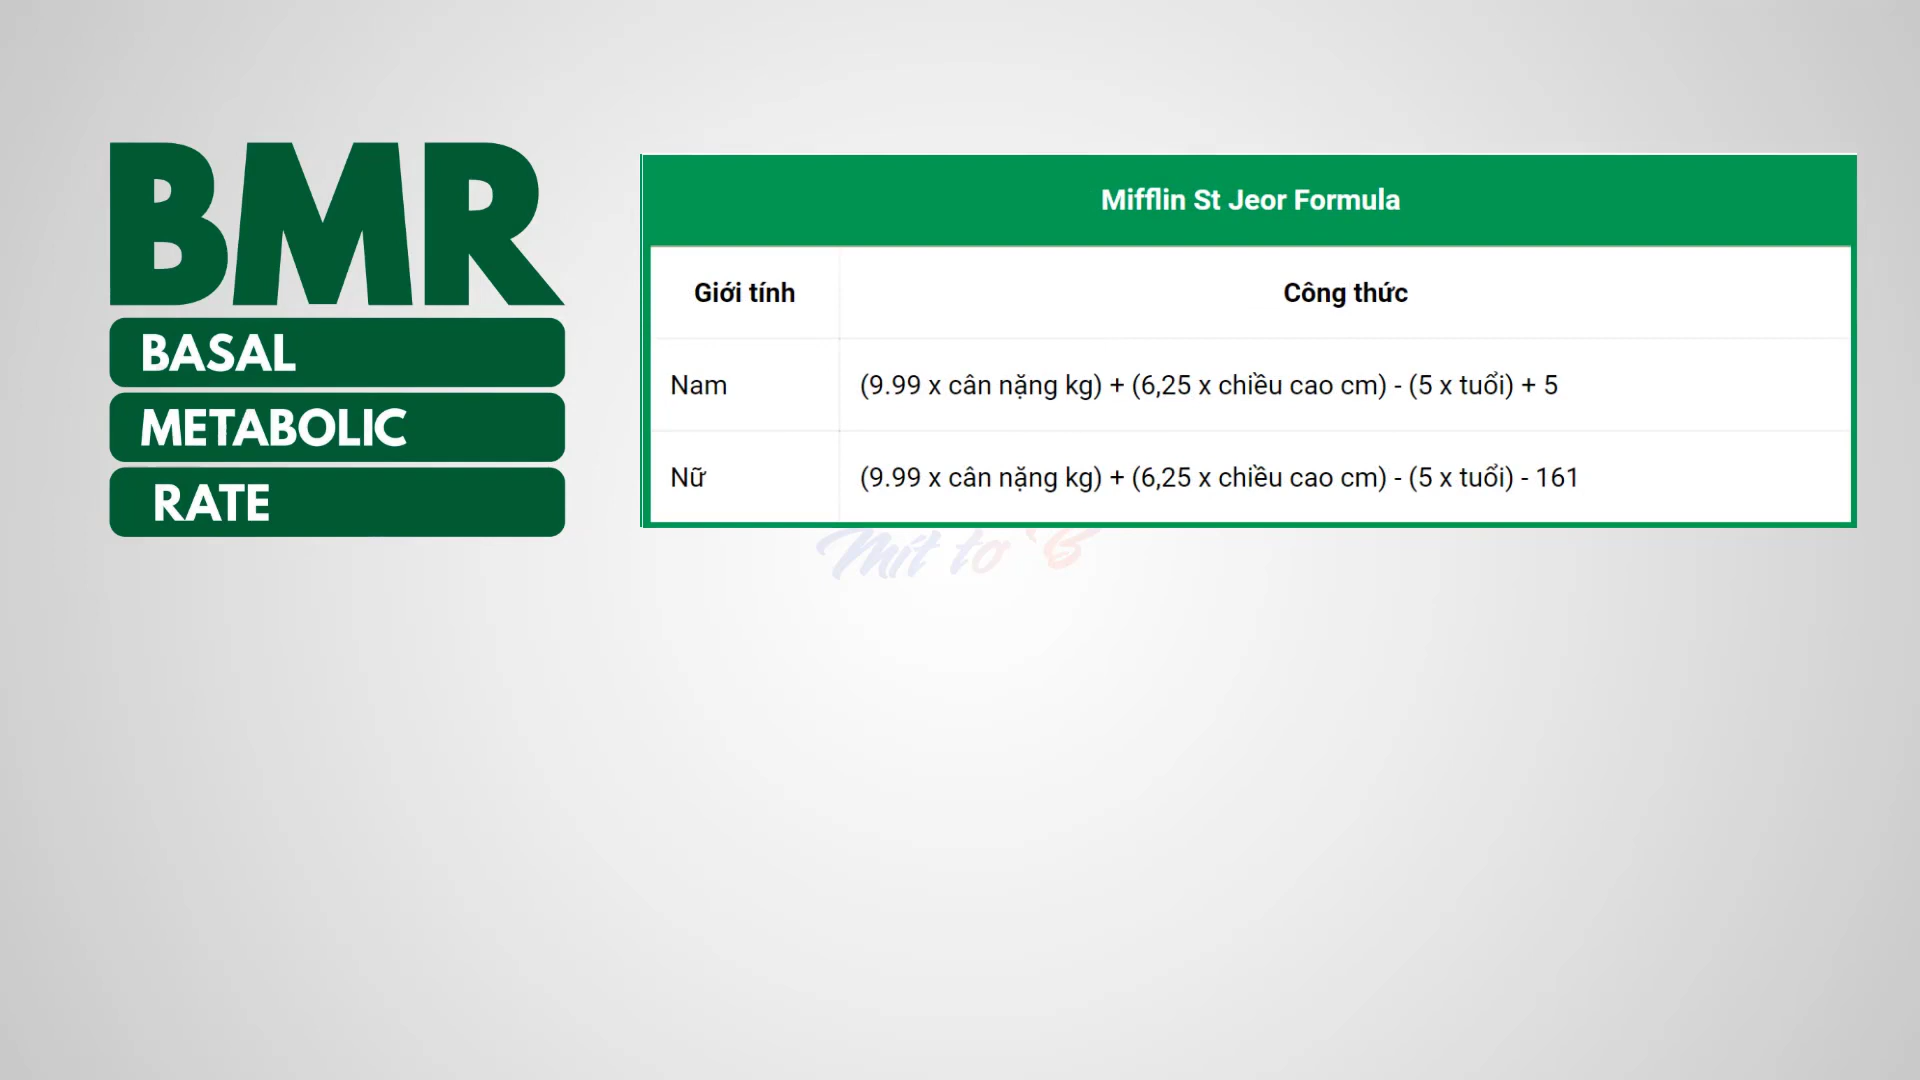 BMR
BASAL
METABOLIC
RATE
Mifflin St Jeor Formula
Giới tính
Công thức
Nam
(9.99 x cân nặng kg) + (6,25 x chiều cao cm) - (5 x tuổi) + 5
Nữ
(9.99 x cân nặng kg) + (6,25 x chiều cao cm) - (5 x tuổi) - 161
Mít tơ B